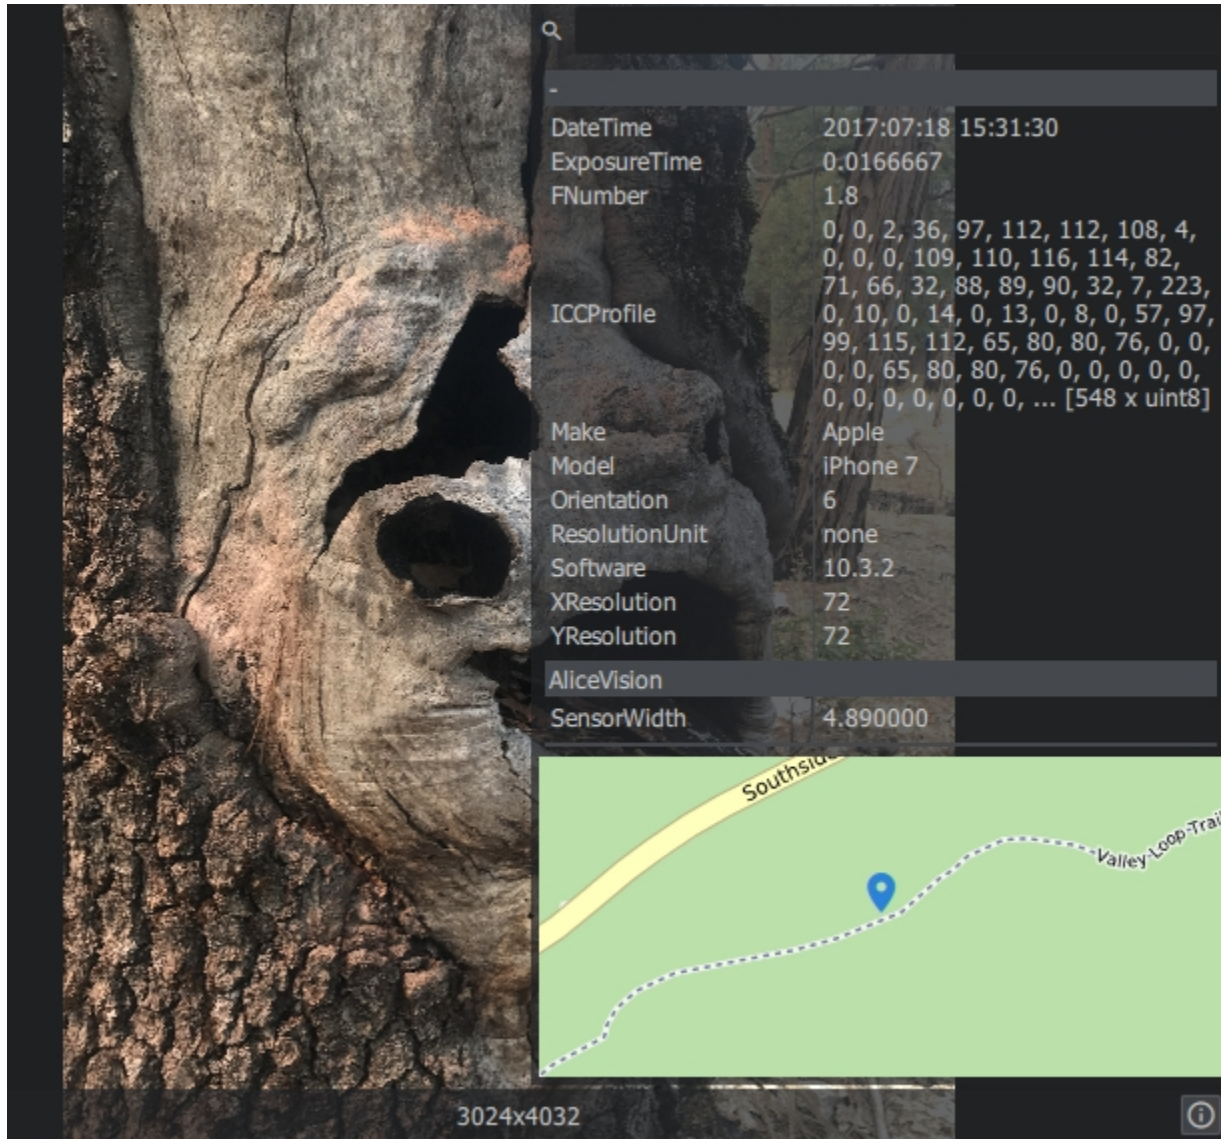 -
DateTime 2017:07:18 15:31:30
ExposureTime 0.0166667
FNumber 1.8
ICCProfile 0, 0, 2, 36, 97, 112, 112, 108, 4,
0, 0, 0, 109, 110, 116, 114, 82,
71, 66, 32, 88, 89, 90, 32, 7, 223,
0, 10, 0, 14, 0, 13, 0, 8, 0, 57, 97,
99, 115, 112, 65, 80, 80, 76, 0, 0,
0, 0, 65, 80, 80, 76, 0, 0, 0, 0, 0,
0, 0, 0, 0, 0, 0, 0, ... [548 x uint8]
Make Apple
Model iPhone 7
Orientation 6
ResolutionUnit none
Software 10.3.2
XResolution 72
YResolution 72
AliceVision
SensorWidth 4.890000
Southside
Valley-Loop-Trail
3024x4032